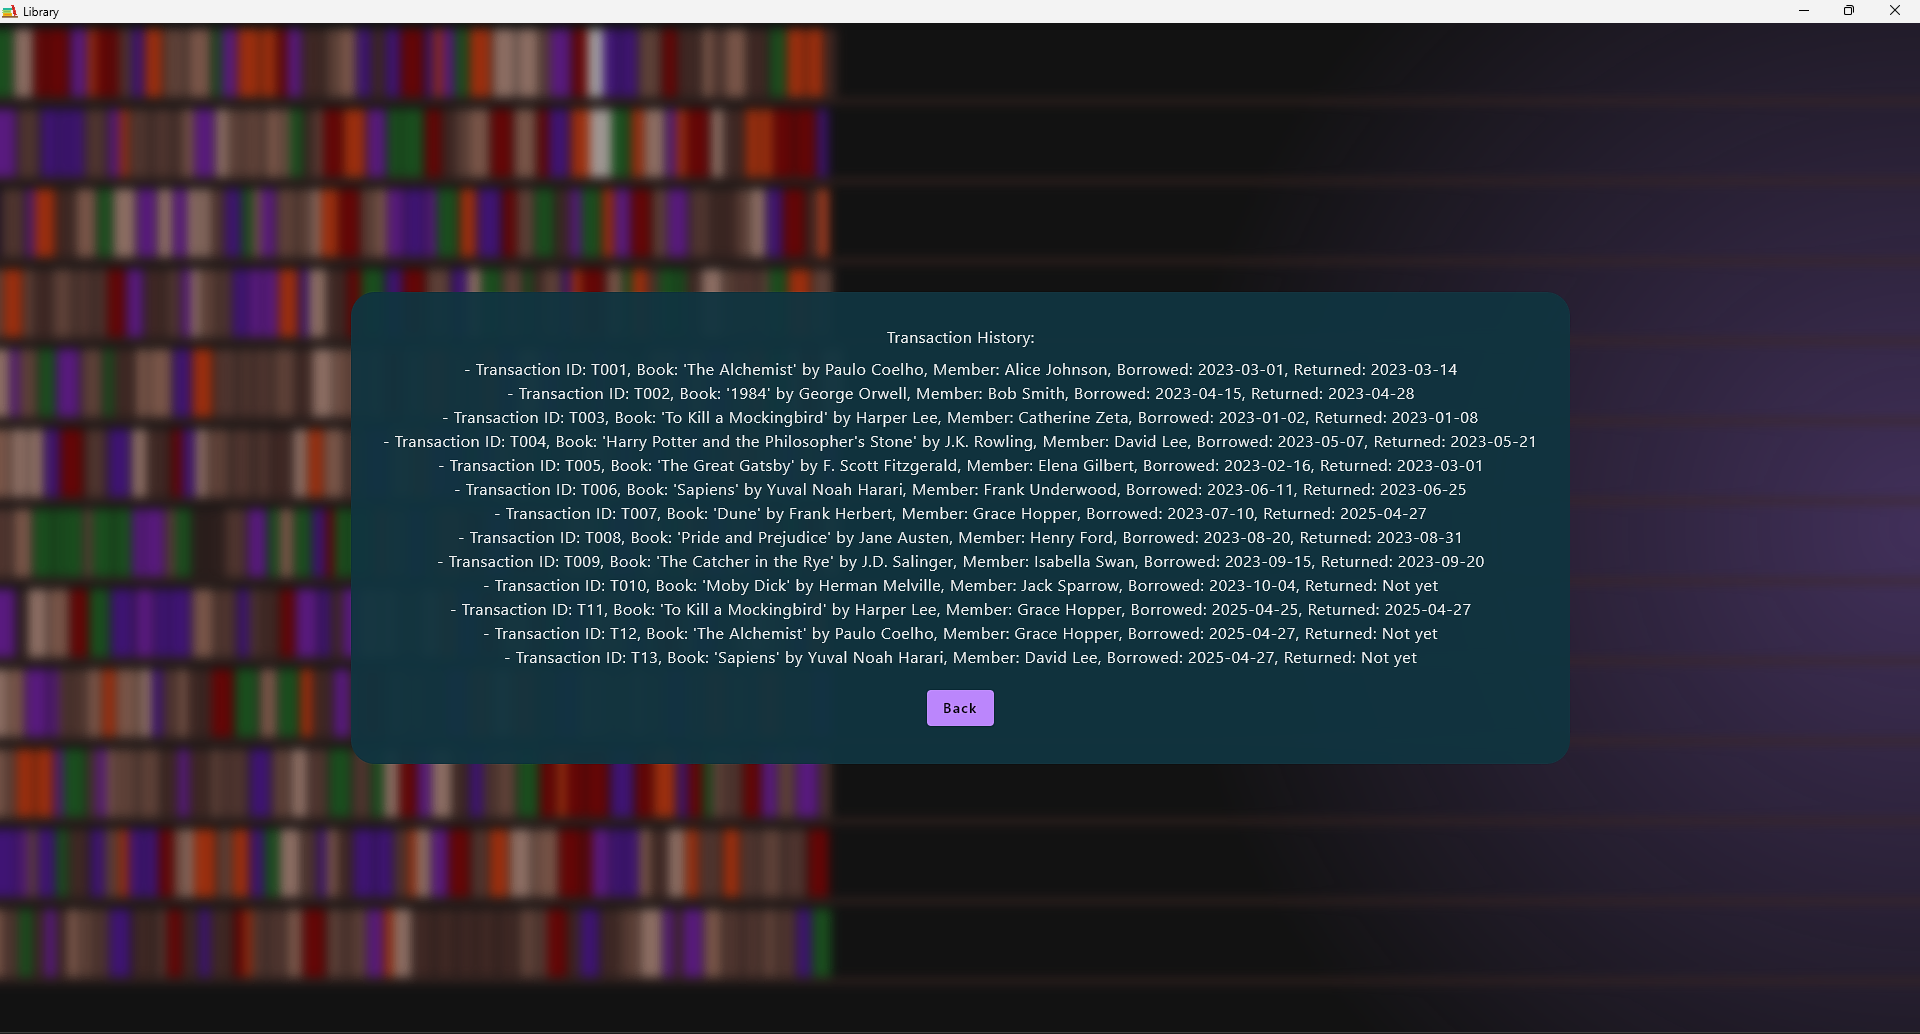 Library
Transaction History:
- Transaction ID: T001, Book: 'The Alchemist' by Paulo Coelho, Member: Alice Johnson, Borrowed: 2023-03-01, Returned: 2023-03-14
- Transaction ID: T002, Book: '1984' by George Orwell, Member: Bob Smith, Borrowed: 2023-04-15, Returned: 2023-04-28
- Transaction ID: T003, Book: 'To Kill a Mockingbird' by Harper Lee, Member: Catherine Zeta, Borrowed: 2023-01-02, Returned: 2023-01-08
- Transaction ID: T004, Book: 'Harry Potter and the Philosopher's Stone' by J.K. Rowling, Member: David Lee, Borrowed: 2023-05-07, Returned: 2023-05-21
- Transaction ID: T005, Book: 'The Great Gatsby' by F. Scott Fitzgerald, Member: Elena Gilbert, Borrowed: 2023-02-16, Returned: 2023-03-01
- Transaction ID: T006, Book: 'Sapiens' by Yuval Noah Harari, Member: Frank Underwood, Borrowed: 2023-06-11, Returned: 2023-06-25
- Transaction ID: T007, Book: 'Dune' by Frank Herbert, Member: Grace Hopper, Borrowed: 2023-07-10, Returned: 2025-04-27
- Transaction ID: T008, Book: 'Pride and Prejudice' by Jane Austen, Member: Henry Ford, Borrowed: 2023-08-20, Returned: 2023-08-31
- Transaction ID: T009, Book: 'The Catcher in the Rye' by J.D. Salinger, Member: Isabella Swan, Borrowed: 2023-09-15, Returned: 2023-09-20
- Transaction ID: T010, Book: 'Moby Dick' by Herman Melville, Member: Jack Sparrow, Borrowed: 2023-10-04, Returned: Not yet
- Transaction ID: T11, Book: 'To Kill a Mockingbird' by Harper Lee, Member: Grace Hopper, Borrowed: 2025-04-25, Returned: 2025-04-27
- Transaction ID: T12, Book: 'The Alchemist' by Paulo Coelho, Member: Grace Hopper, Borrowed: 2025-04-27, Returned: Not yet
- Transaction ID: T13, Book: 'Sapiens' by Yuval Noah Harari, Member: David Lee, Borrowed: 2025-04-27, Returned: Not yet
Back